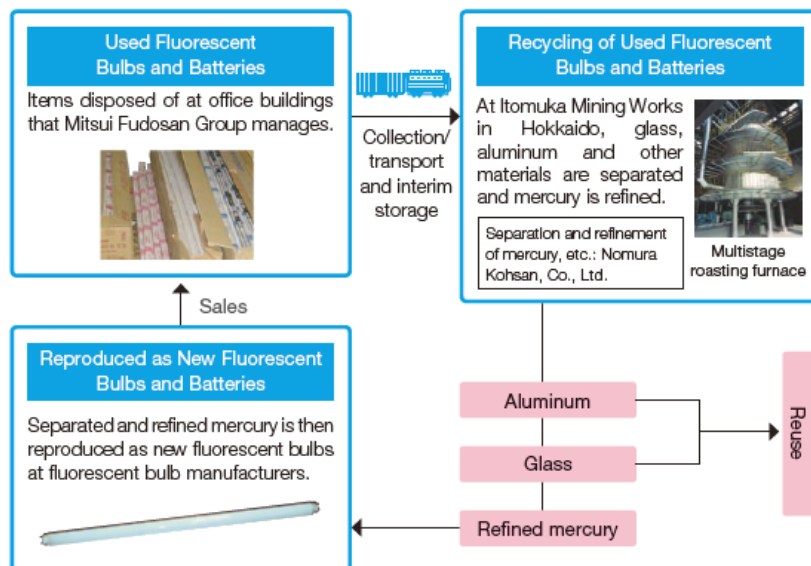 Used Fluorescent
Bulbs and Batteries
Items disposed of at office buildings
that Mitsui Fudosan Group manages.
Collection/
transport
and interim
storage
Recycling of Used Fluorescent
Bulbs and Batteries
At Itomuka Mining Works
in Hokkaido, glass,
aluminum and other
materials are separated
and mercury is refined.
Separation and refinement
of mercury, etc.: Nomura
Kohsan, Co., Ltd.
Multistage
roasting furnace
Sales
Reproduced as New Fluorescent
Bulbs and Batteries
Separated and refined mercury is then
reproduced as new fluorescent bulbs
at fluorescent bulb manufacturers.
Aluminum
Glass
Refined mercury
Reuse